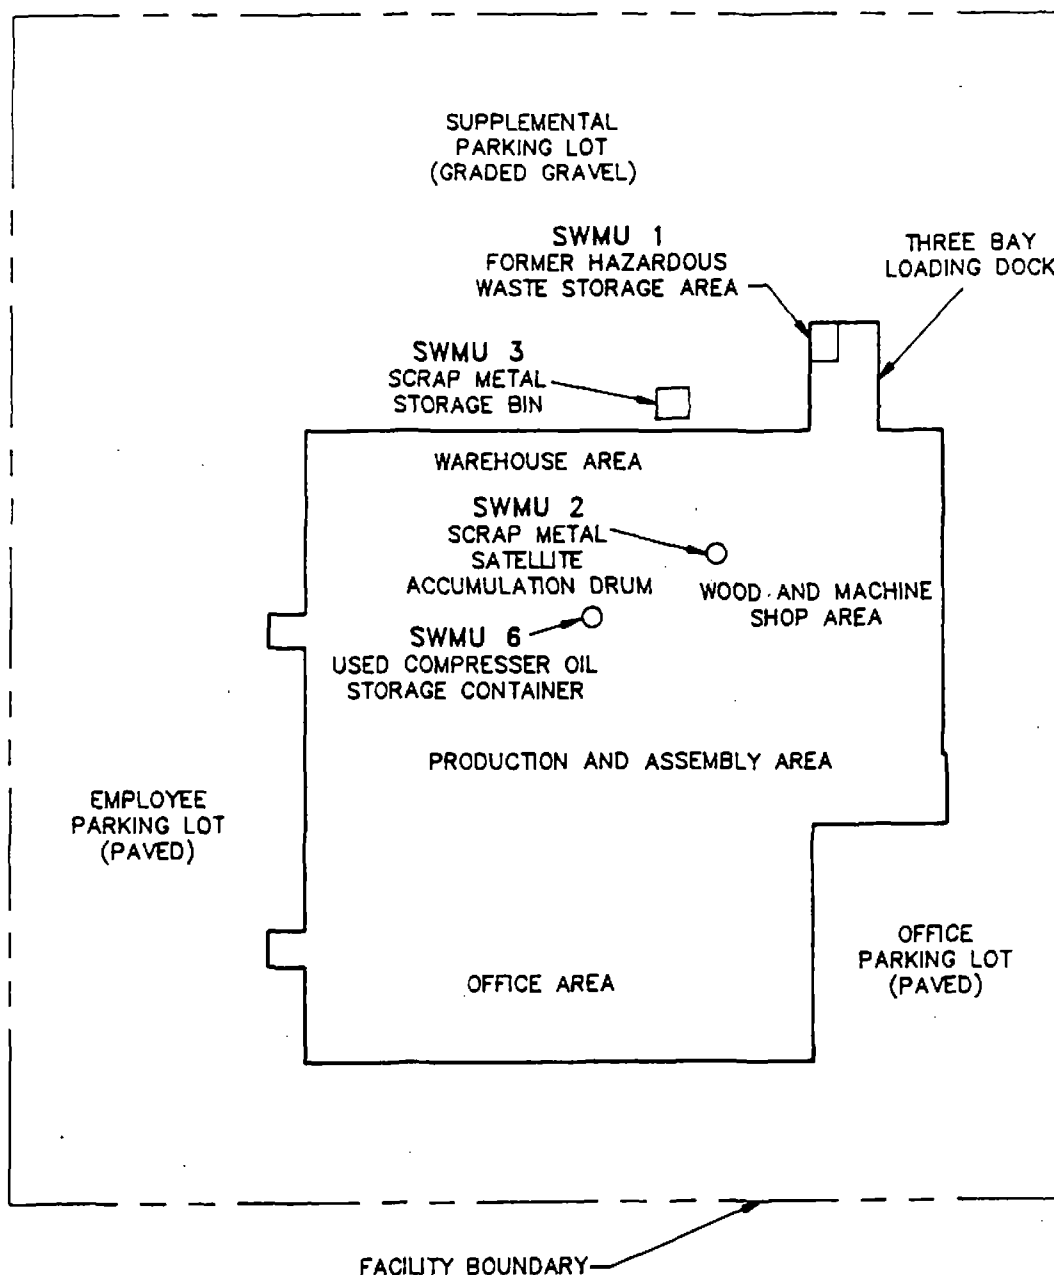 SUPPLEMENTAL
PARKING LOT
(GRADED GRAVEL)
SWMU 1
FORMER HAZARDOUS
WASTE STORAGE AREA
THREE BAY
LOADING DOCK
SWMU 3
SCRAP METAL
STORAGE BIN
WAREHOUSE AREA
SWMU 2
SCRAP METAL
SATELLITE
ACCUMULATION DRUM
WOOD AND MACHINE
SHOP AREA
SWMU 6
USED COMPRESSER OIL
STORAGE CONTAINER
PRODUCTION AND ASSEMBLY AREA
EMPLOYEE
PARKING LOT
(PAVED)
OFFICE
PARKING LOT
(PAVED)
OFFICE AREA
FACILITY BOUNDARY